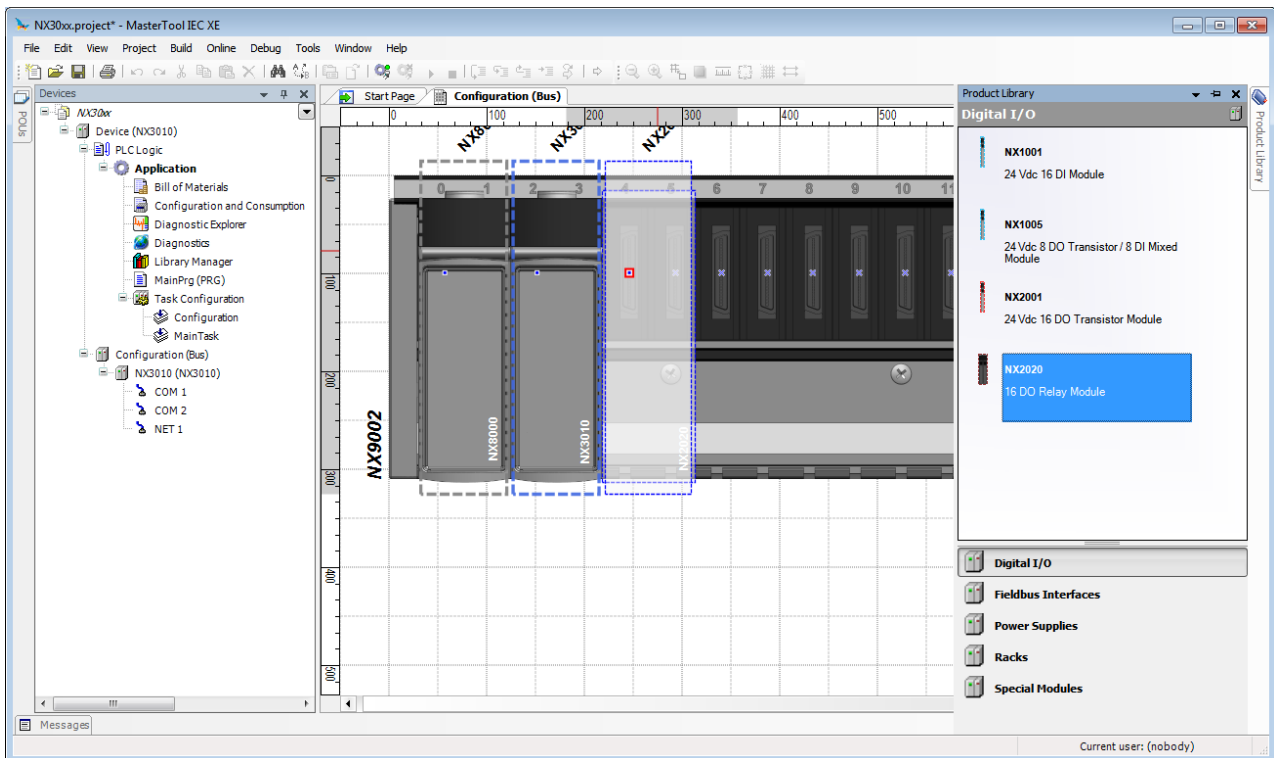 NX30xx.project* - MasterTool IEC XE
File Edit View Project Build Online Debug Tools Window Help
Devices
POUs
NX30xx
Device (NX3010)
PLC Logic
Application
Bill of Materials
Configuration and Consumption
Diagnostic Explorer
Diagnostics
Library Manager
MainPrg (PRG)
Task Configuration
Configuration
MainTask
Configuration (Bus)
NX3010 (NX3010)
COM 1
COM 2
NET 1
Start Page
Configuration (Bus)
0 100 200 300 400 500
0
100
200
300
400
500
NX80
NX30
NX20
0 1 2 3 4 5 6 7 8 9 10 11
NX9002
NX8000
NX3010
NX2020
Product Library
Digital I/O
NX1001
24 Vdc 16 DI Module
NX1005
24 Vdc 8 DO Transistor / 8 DI Mixed
Module
NX2001
24 Vdc 16 DO Transistor Module
NX2020
16 DO Relay Module
Digital I/O
Fieldbus Interfaces
Power Supplies
Racks
Special Modules
Product Library
Messages
Current user: (nobody)